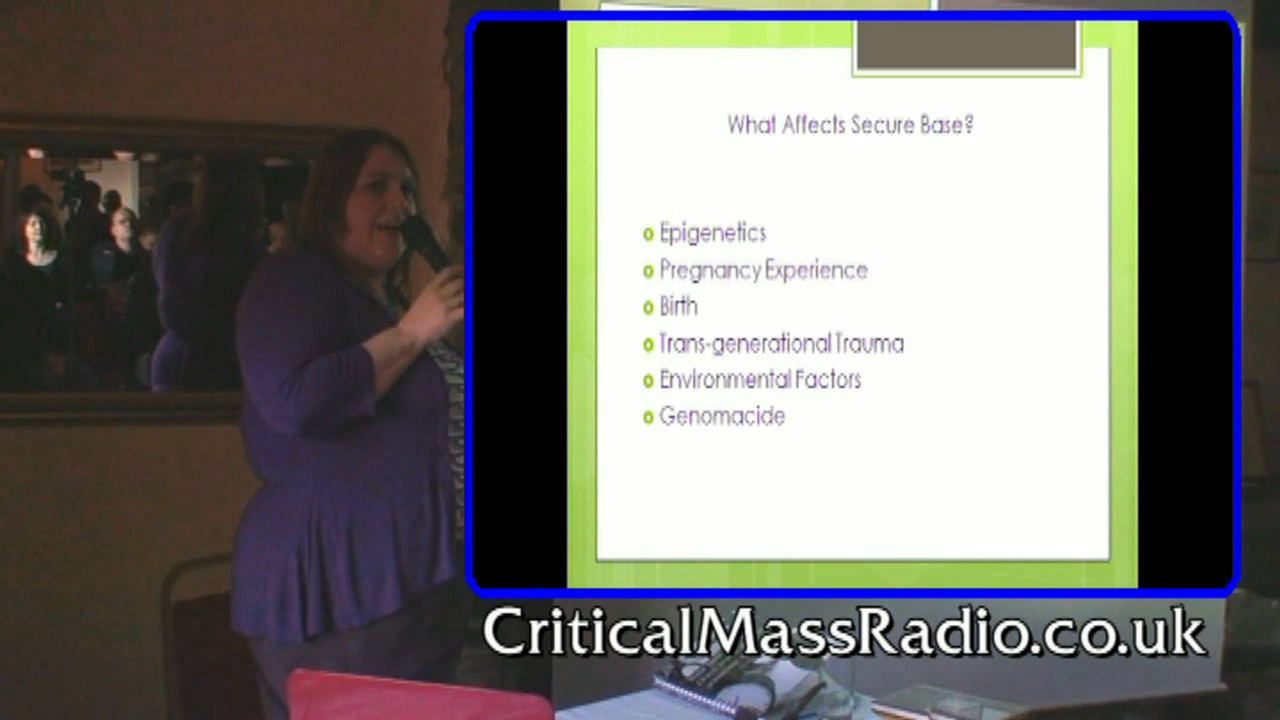 What Affects Secure Base?
Epigenetics
Pregnancy Experience
Birth
Trans-generational Trauma
Environmental Factors
Genomacide
CriticalMassRadio.co.uk